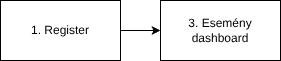 1. Register
3. Esemény
dashboard